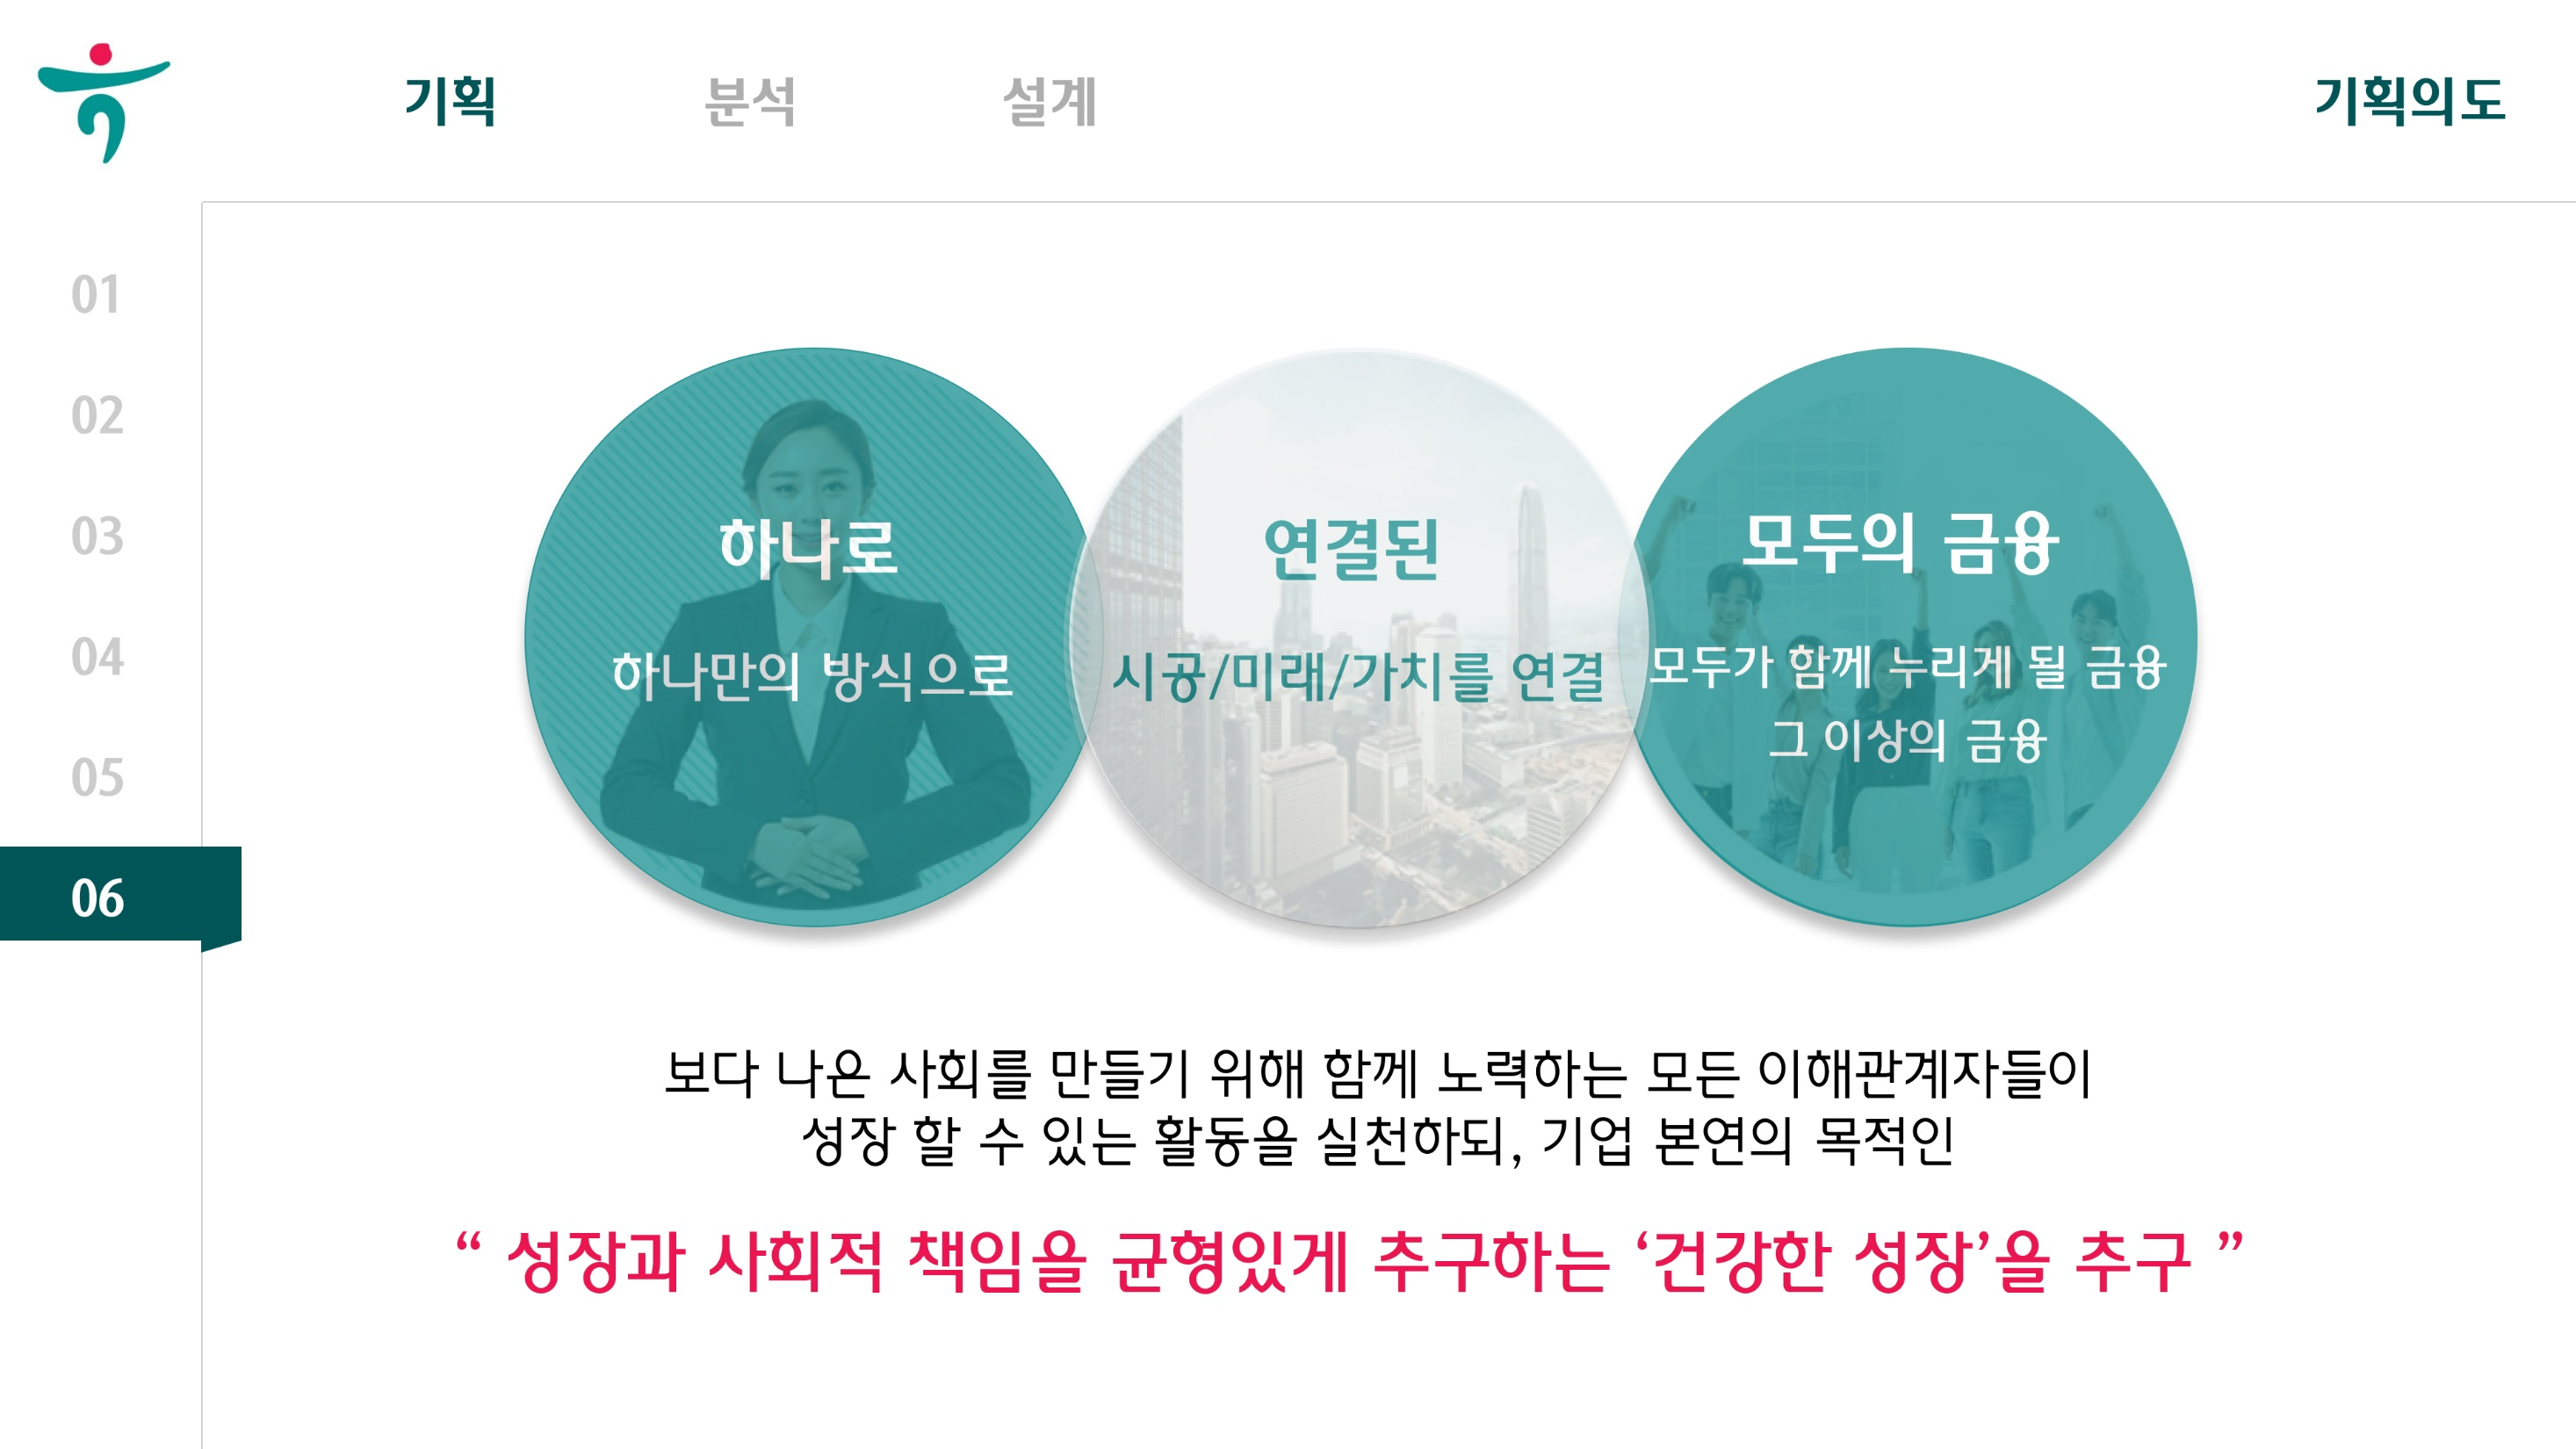 기획
분석
설계
기획의도
01
02
03
04
05
06
하나로
하나만의 방식으로
연결된
시공/미래/가치를 연결
모두의 금융
모두가 함께 누리게 될 금융
그 이상의 금융
보다 나은 사회를 만들기 위해 함께 노력하는 모든 이해관계자들이
성장 할 수 있는 활동을 실천하되, 기업 본연의 목적인
“ 성장과 사회적 책임을 균형있게 추구하는 ‘건강한 성장’을 추구 ”